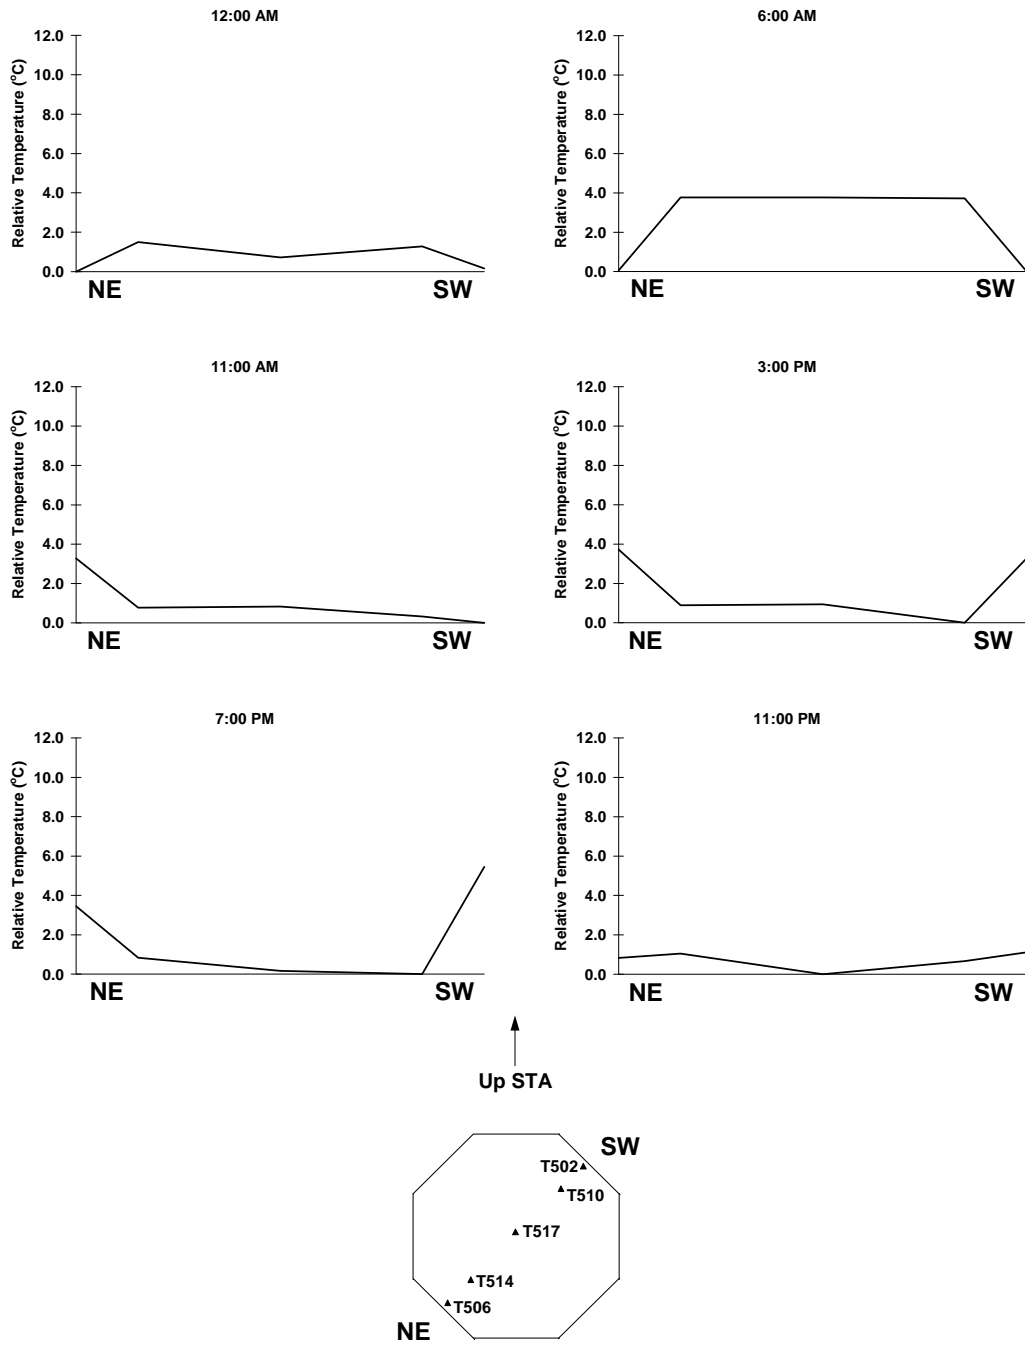 12:00 AM
Relative Temperature (°C)
12.0
10.0
8.0
6.0
4.0
2.0
0.0
NE SW
6:00 AM
Relative Temperature (°C)
12.0
10.0
8.0
6.0
4.0
2.0
0.0
NE SW
11:00 AM
Relative Temperature (°C)
12.0
10.0
8.0
6.0
4.0
2.0
0.0
NE SW
3:00 PM
Relative Temperature (°C)
12.0
10.0
8.0
6.0
4.0
2.0
0.0
NE SW
7:00 PM
Relative Temperature (°C)
12.0
10.0
8.0
6.0
4.0
2.0
0.0
NE SW
11:00 PM
Relative Temperature (°C)
12.0
10.0
8.0
6.0
4.0
2.0
0.0
NE SW
Up STA
SW
T502
T510
T517
T514
T506
NE